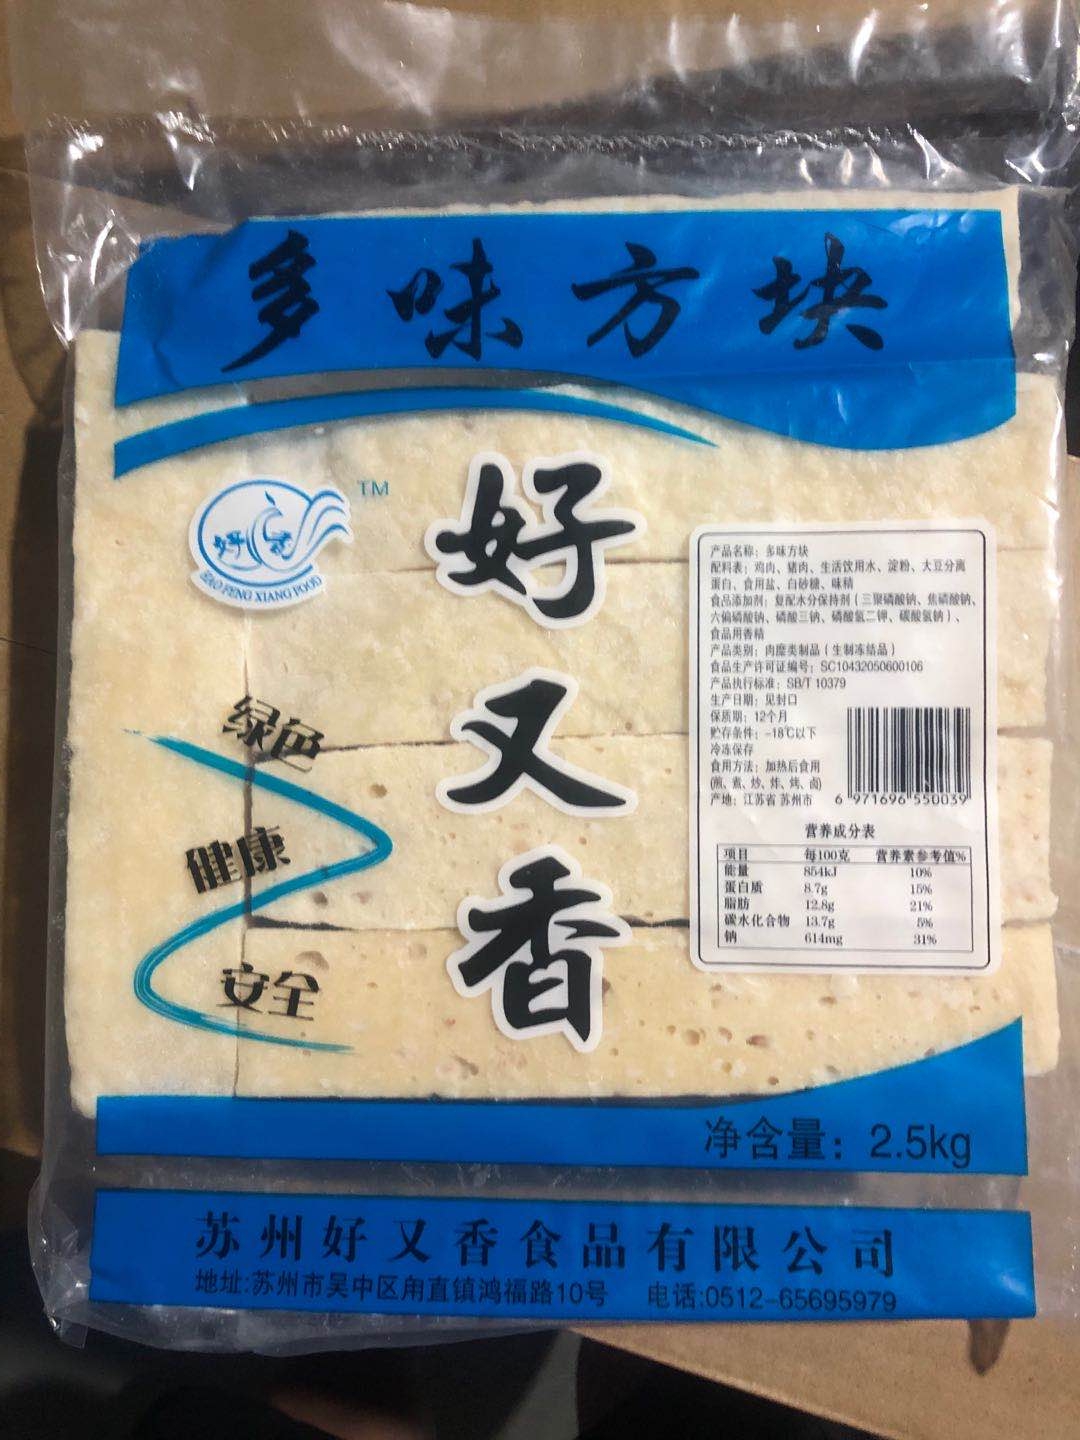 多味方块
好又香
TM
好又香
HAO FENG XIANG FOOD
绿色
健康
安全
产品名称：多味方块
配料表：鸡肉、猪肉、生活饮用水、淀粉、大豆分离
蛋白、食用盐、白砂糖、味精
食品添加剂：复配水分保持剂（三聚磷酸钠、焦磷酸钠、
六偏磷酸钠、磷酸三钠、磷酸氢二钾、碳酸氢钠）、
食品用香精
产品类别：肉糜类制品（生制冻结品）
食品生产许可证编号：SC10432050600106
产品执行标准：SB/T 10379
生产日期：见封口
保质期：12个月
贮存条件：-18℃以下
冷冻保存
食用方法：加热后食用
(煎、煮、炒、炸、烤、卤)
产地：江苏省 苏州市
6 971696 550039
营养成分表
项目 每100克 营养素参考值%
能量 854kJ 10%
蛋白质 8.7g 15%
脂肪 12.8g 21%
碳水化合物 13.7g 5%
钠 614mg 31%
净含量：2.5kg
苏州好又香食品有限公司
地址:苏州市吴中区甪直镇鸿福路10号 电话:0512-65695979